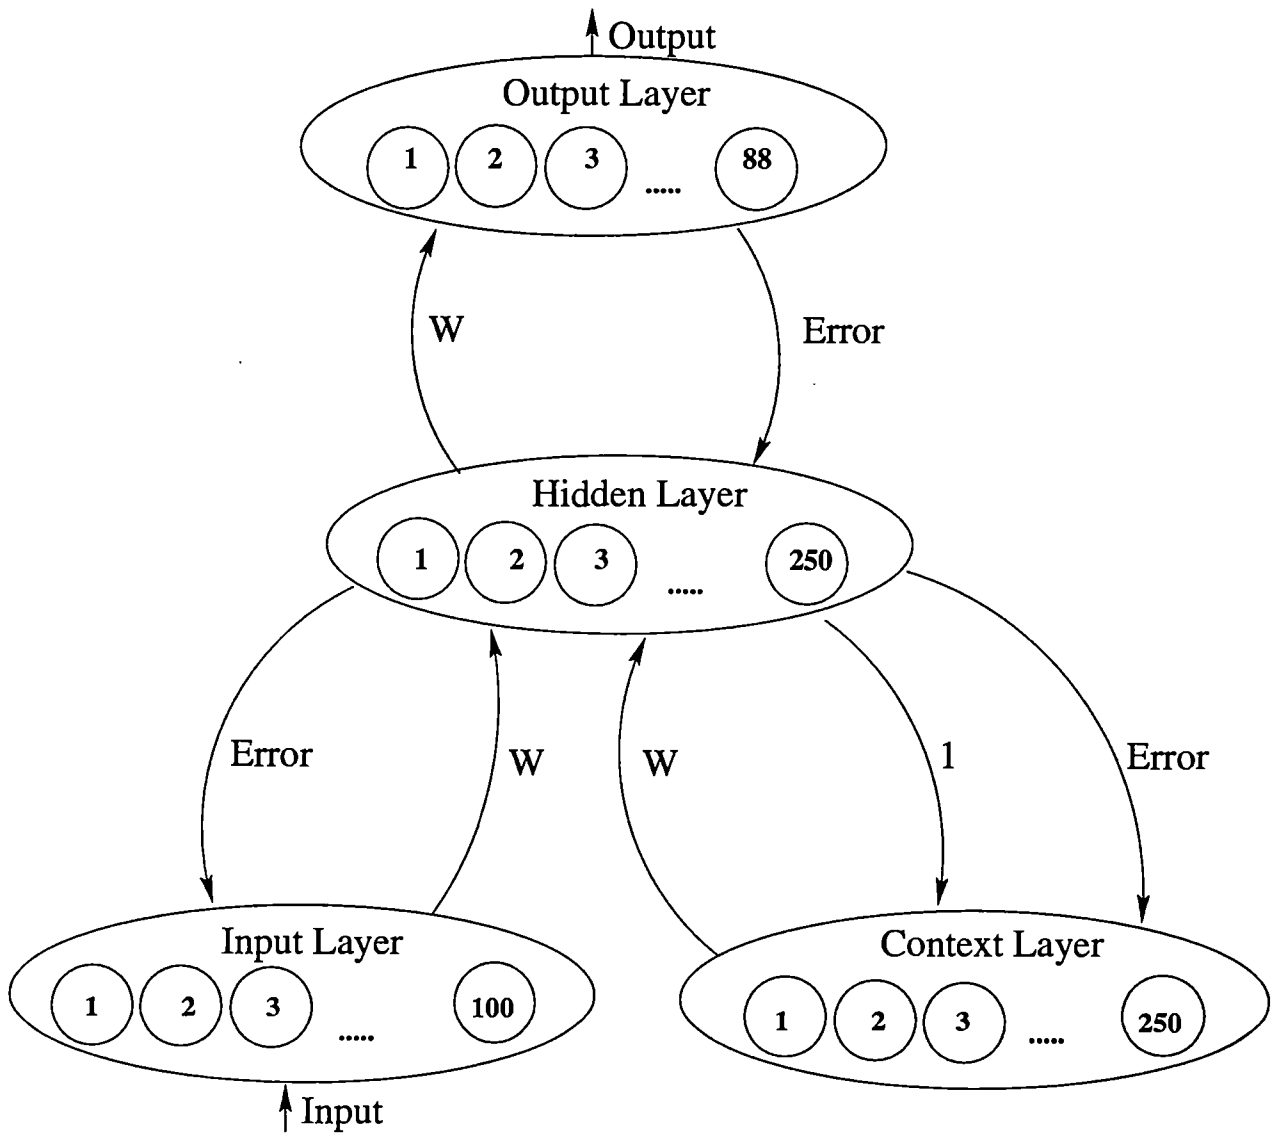 Output
Output Layer
1 2 3 ..... 88
W Error
Hidden Layer
1 2 3 ..... 250
Error W W 1 Error
Input Layer
1 2 3 ..... 100
Context Layer
1 2 3 ..... 250
Input